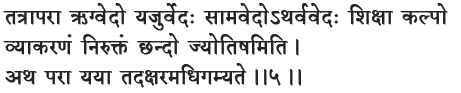 तत्रापरा ऋग्वेदो यजुर्वेदः सामवेदोऽथर्ववेदः शिक्षा कल्पो
व्याकरणं निरुक्तं छन्दो ज्योतिषमिति ।
अथ परा यया तदक्षरमधिगम्यते ।।५।।